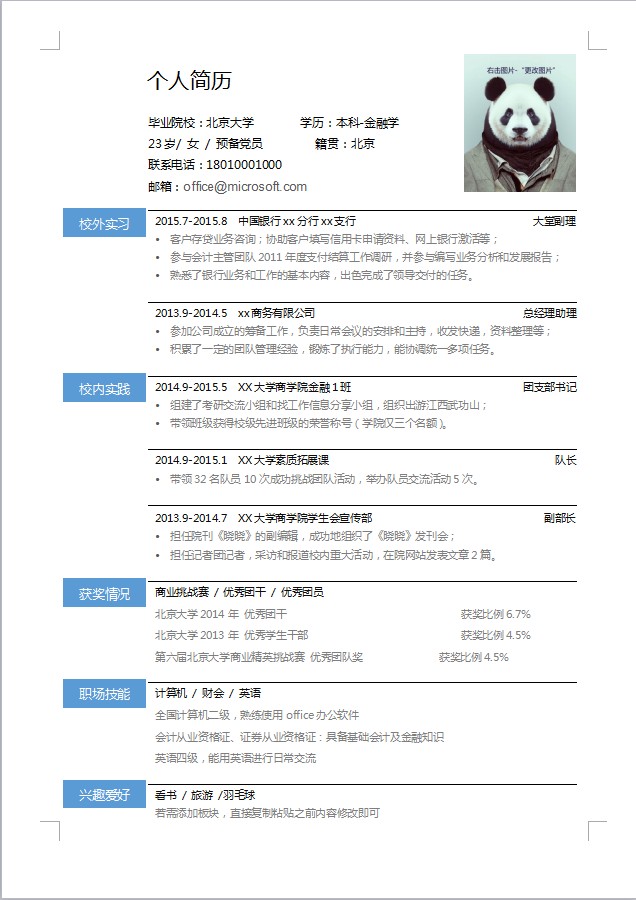 个人简历
右击图片-“更改图片”
毕业院校：北京大学 学历：本科-金融学
23岁/ 女 / 预备党员 籍贯：北京
联系电话：18010001000
邮箱：office@microsoft.com
校外实习
2015.7-2015.8 中国银行xx分行xx支行 大堂副理
• 客户存贷业务咨询；协助客户填写信用卡申请资料、网上银行激活等；
• 参与会计主管团队2011年度支付结算工作调研，并参与编写业务分析和发展报告；
• 熟悉了银行业务和工作的基本内容，出色完成了领导交付的任务。
2013.9-2014.5 xx商务有限公司 总经理助理
• 参加公司成立的筹备工作，负责日常会议的安排和主持，收发快递，资料整理等；
• 积累了一定的团队管理经验，锻炼了执行能力，能协调统一多项任务。
校内实践
2014.9-2015.5 XX大学商学院金融1班 团支部书记
• 组建了考研交流小组和找工作信息分享小组，组织出游江西武功山；
• 带领班级获得校级先进班级的荣誉称号（学院仅三个名额）。
2014.9-2015.1 XX大学素质拓展课 队长
• 带领32名队员 10次成功挑战团队活动，举办队员交流活动5次。
2013.9-2014.7 XX大学商学院学生会宣传部 副部长
• 担任院刊《晓晓》的副编辑，成功地组织了《晓晓》发刊会；
• 担任记者团记者，采访和报道校内重大活动，在院网站发表文章2篇。
获奖情况
商业挑战赛 / 优秀团干 / 优秀团员
北京大学2014年 优秀团干 获奖比例6.7%
北京大学2013年 优秀学生干部 获奖比例4.5%
第六届北京大学商业精英挑战赛 优秀团队奖 获奖比例4.5%
职场技能
计算机 / 财会 / 英语
全国计算机二级，熟练使用office办公软件
会计从业资格证、证券从业资格证：具备基础会计及金融知识
英语四级，能用英语进行日常交流
兴趣爱好
看书 / 旅游 /羽毛球
若需添加板块，直接复制粘贴之前内容修改即可